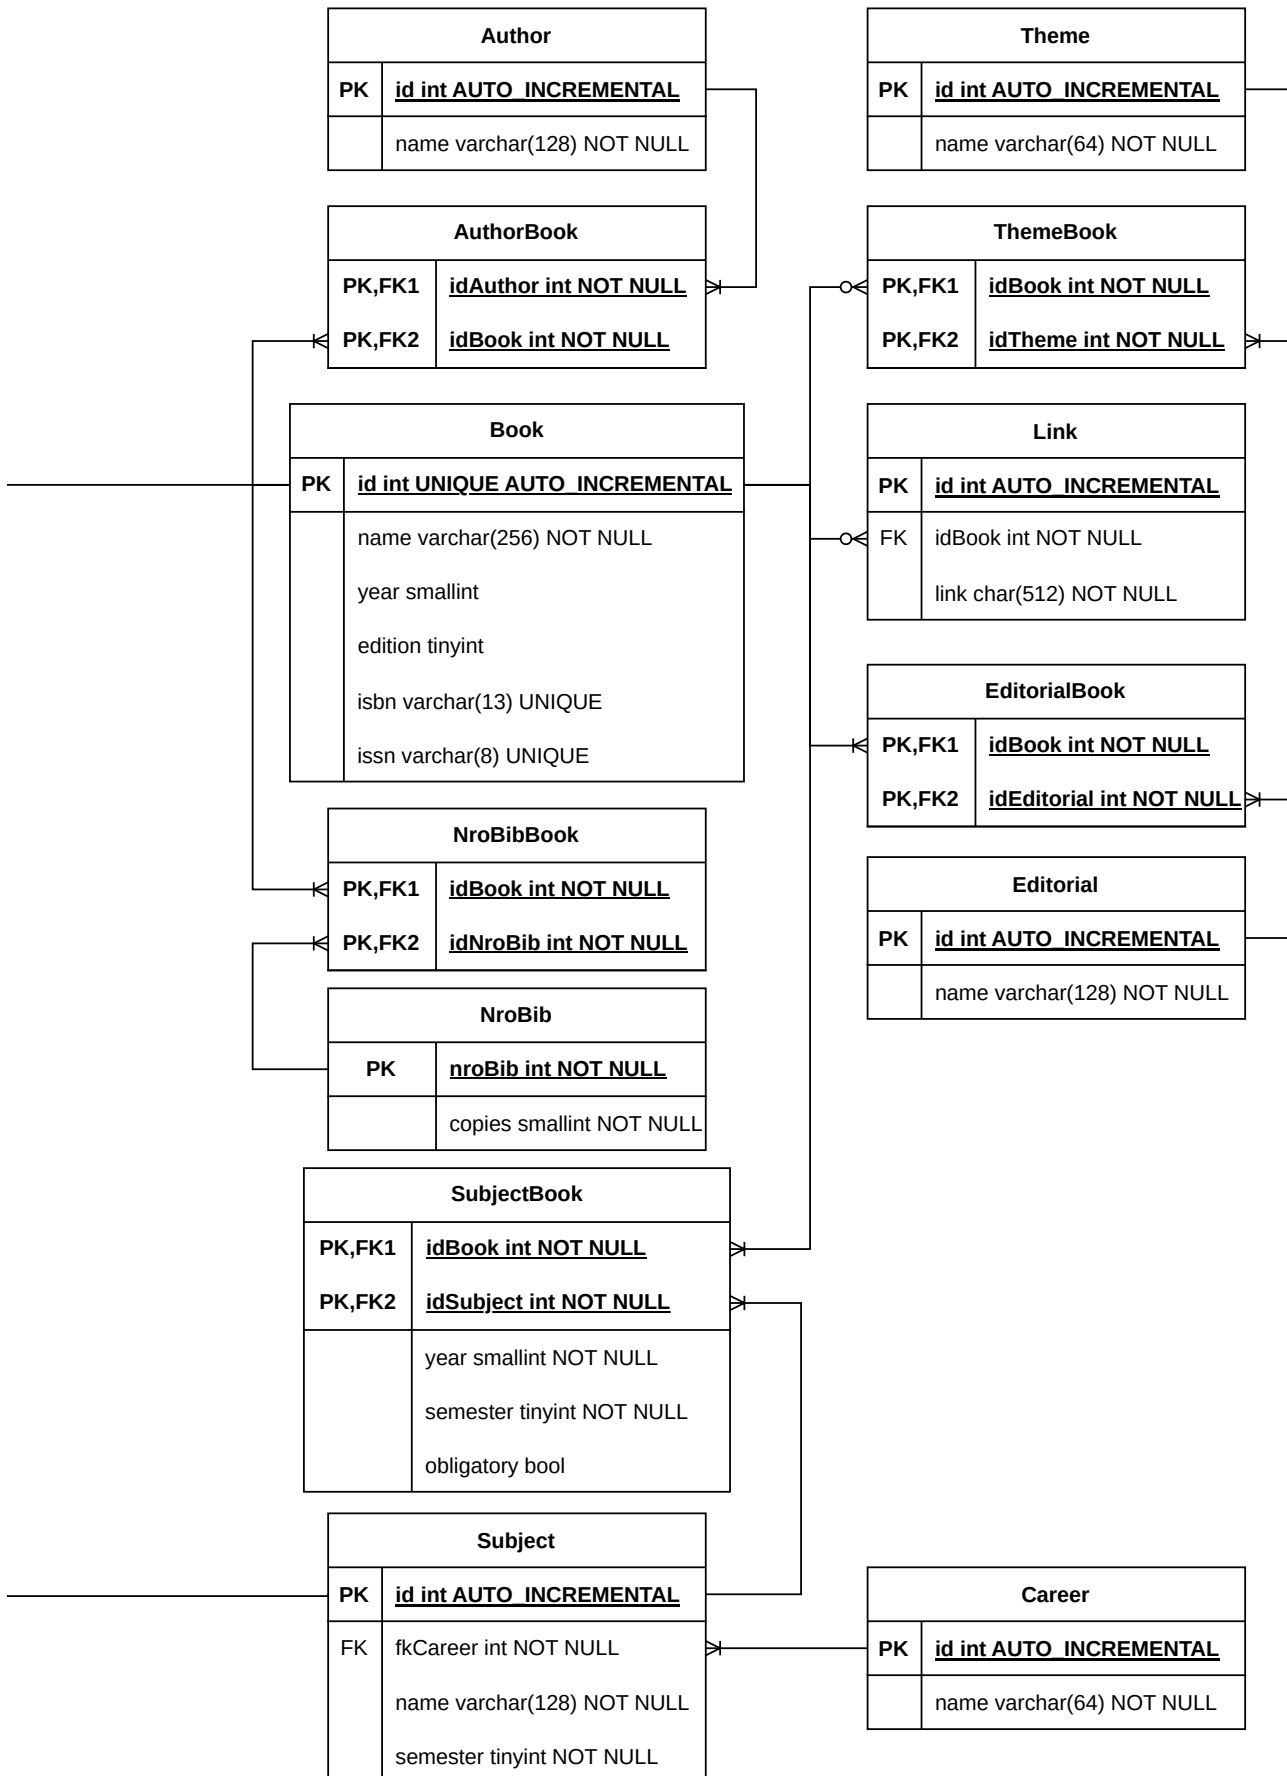 Author
PK id int AUTO_INCREMENTAL
name varchar(128) NOT NULL
Theme
PK id int AUTO_INCREMENTAL
name varchar(64) NOT NULL
AuthorBook
PK,FK1 idAuthor int NOT NULL
PK,FK2 idBook int NOT NULL
ThemeBook
PK,FK1 idBook int NOT NULL
PK,FK2 idTheme int NOT NULL
Book
PK id int UNIQUE AUTO_INCREMENTAL
name varchar(256) NOT NULL
year smallint
edition tinyint
isbn varchar(13) UNIQUE
issn varchar(8) UNIQUE
Link
PK id int AUTO_INCREMENTAL
FK idBook int NOT NULL
link char(512) NOT NULL
EditorialBook
PK,FK1 idBook int NOT NULL
PK,FK2 idEditorial int NOT NULL
NroBibBook
PK,FK1 idBook int NOT NULL
PK,FK2 idNroBib int NOT NULL
Editorial
PK id int AUTO_INCREMENTAL
name varchar(128) NOT NULL
NroBib
PK nroBib int NOT NULL
copies smallint NOT NULL
SubjectBook
PK,FK1 idBook int NOT NULL
PK,FK2 idSubject int NOT NULL
year smallint NOT NULL
semester tinyint NOT NULL
obligatory bool
Subject
PK id int AUTO_INCREMENTAL
FK fkCareer int NOT NULL
name varchar(128) NOT NULL
semester tinyint NOT NULL
Career
PK id int AUTO_INCREMENTAL
name varchar(64) NOT NULL